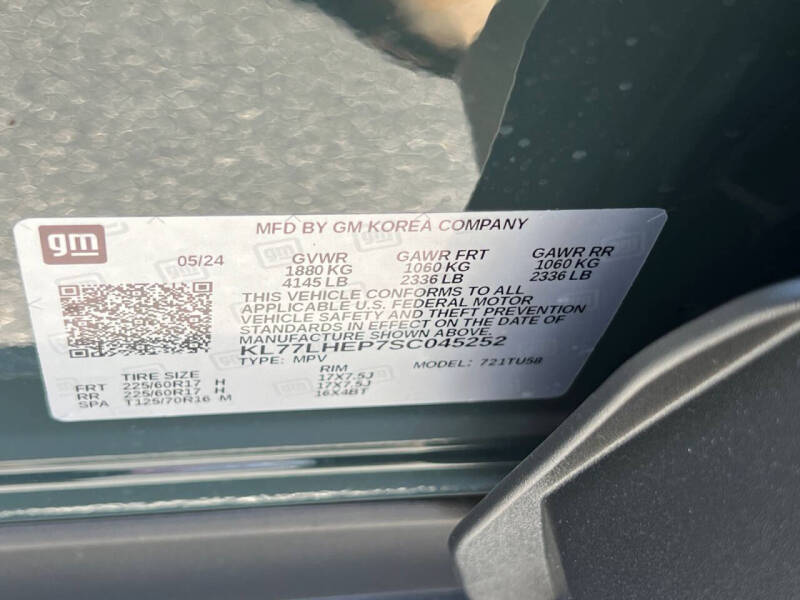 gm
MFD BY GM KOREA COMPANY
05/24 GVWR GAWR FRT GAWR RR
1880 KG 1060 KG 1060 KG
4145 LB 2336 LB 2336 LB
THIS VEHICLE CONFORMS TO ALL
APPLICABLE U.S. FEDERAL MOTOR
VEHICLE SAFETY AND THEFT PREVENTION
STANDARDS IN EFFECT ON THE DATE OF
MANUFACTURE SHOWN ABOVE.
KL77LHEP7SC045252
TYPE: MPV MODEL: 721TU58
TIRE SIZE RIM
FRT 225/60R17 H 17X7.5J
RR 225/60R17 H 17X7.5J
SPA T125/70R16 M 16X4BT